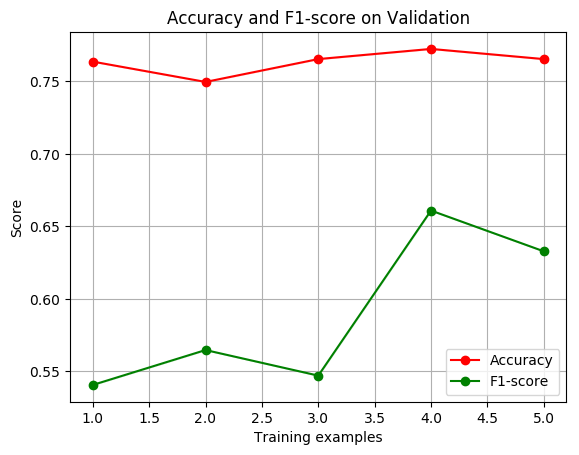 Accuracy and F1-score on Validation
0.75
0.70
0.65
0.60
0.55
Score
Accuracy
F1-score
1.0 1.5 2.0 2.5 3.0 3.5 4.0 4.5 5.0
Training examples